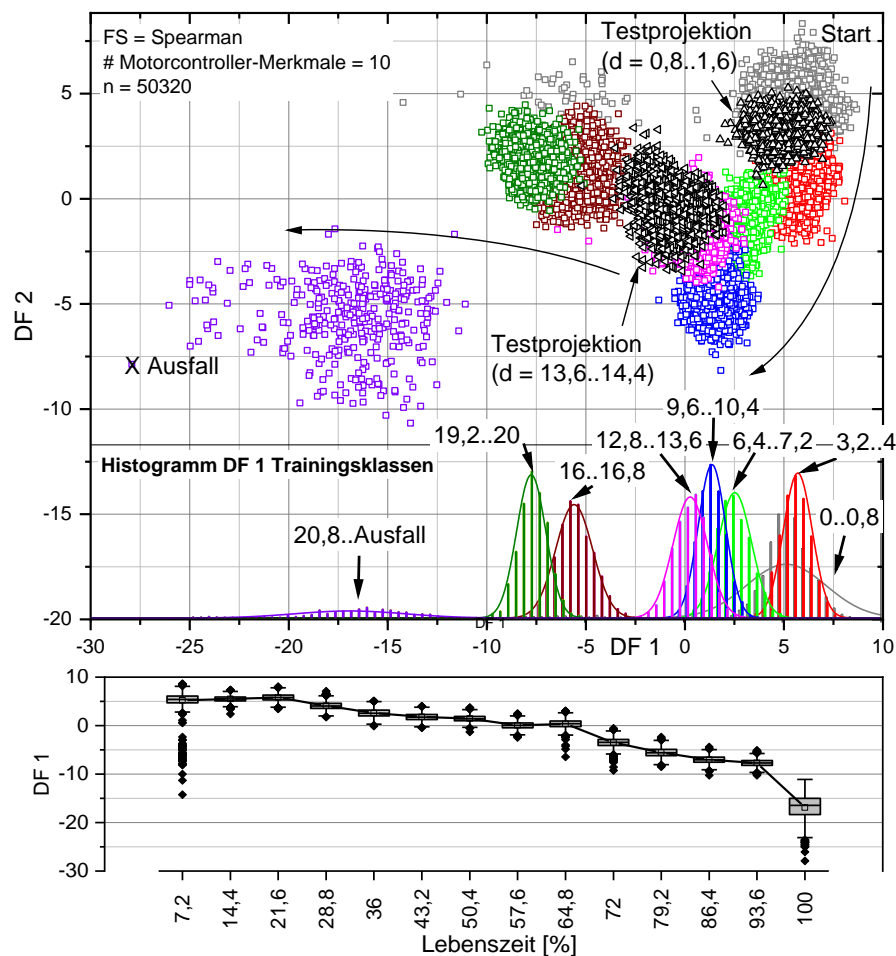 FS = Spearman
# Motorcontroller-Merkmale = 10
n = 50320
Testprojektion
(d = 0,8..1,6)
Start
5
0
-5
-10
-15
-20
DF 2
X Ausfall
Testprojektion
(d = 13,6..14,4)
Histogramm DF 1 Trainingsklassen
19,2..20
16..16,8
12,8..13,6
9,6..10,4
6,4..7,2
3,2..4
0..0,8
20,8..Ausfall
-30
-25
-20
-15
-10
-5
0
5
10
DF 1
DF 1
10
0
-10
-20
-30
DF 1
7,2
14,4
21,6
28,8
36
43,2
50,4
57,6
64,8
72
79,2
86,4
93,6
100
Lebenszeit [%]